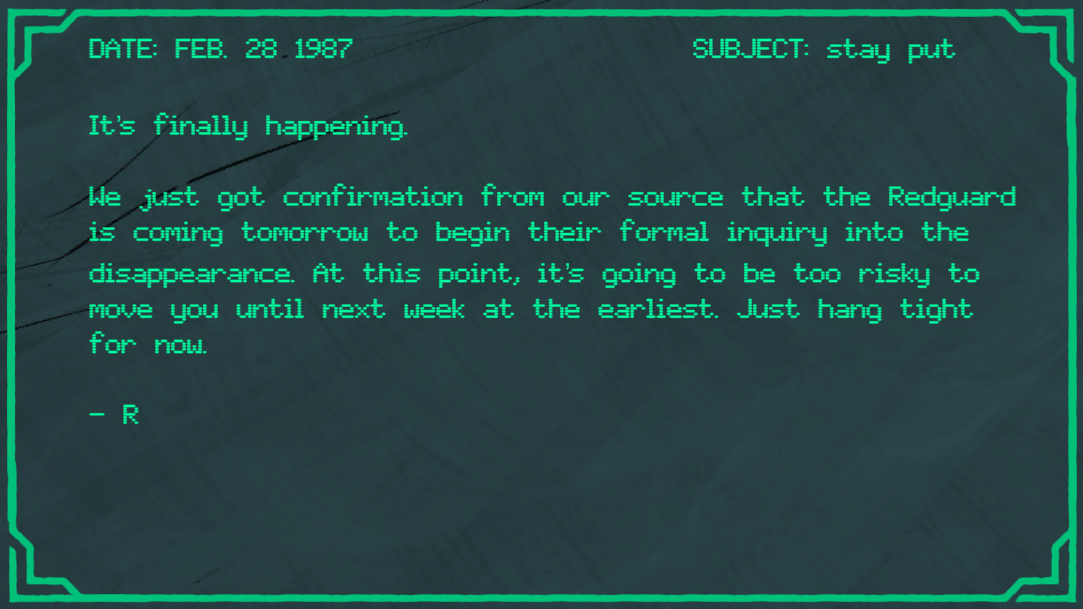 DATE: FEB. 28 1987 SUBJECT: stay put
It's finally happening.
We just got confirmation from our source that the Redguard
is coming tomorrow to begin their formal inquiry into the
disappearance. At this point, it's going to be too risky to
move you until next week at the earliest. Just hang tight
for now.
– R